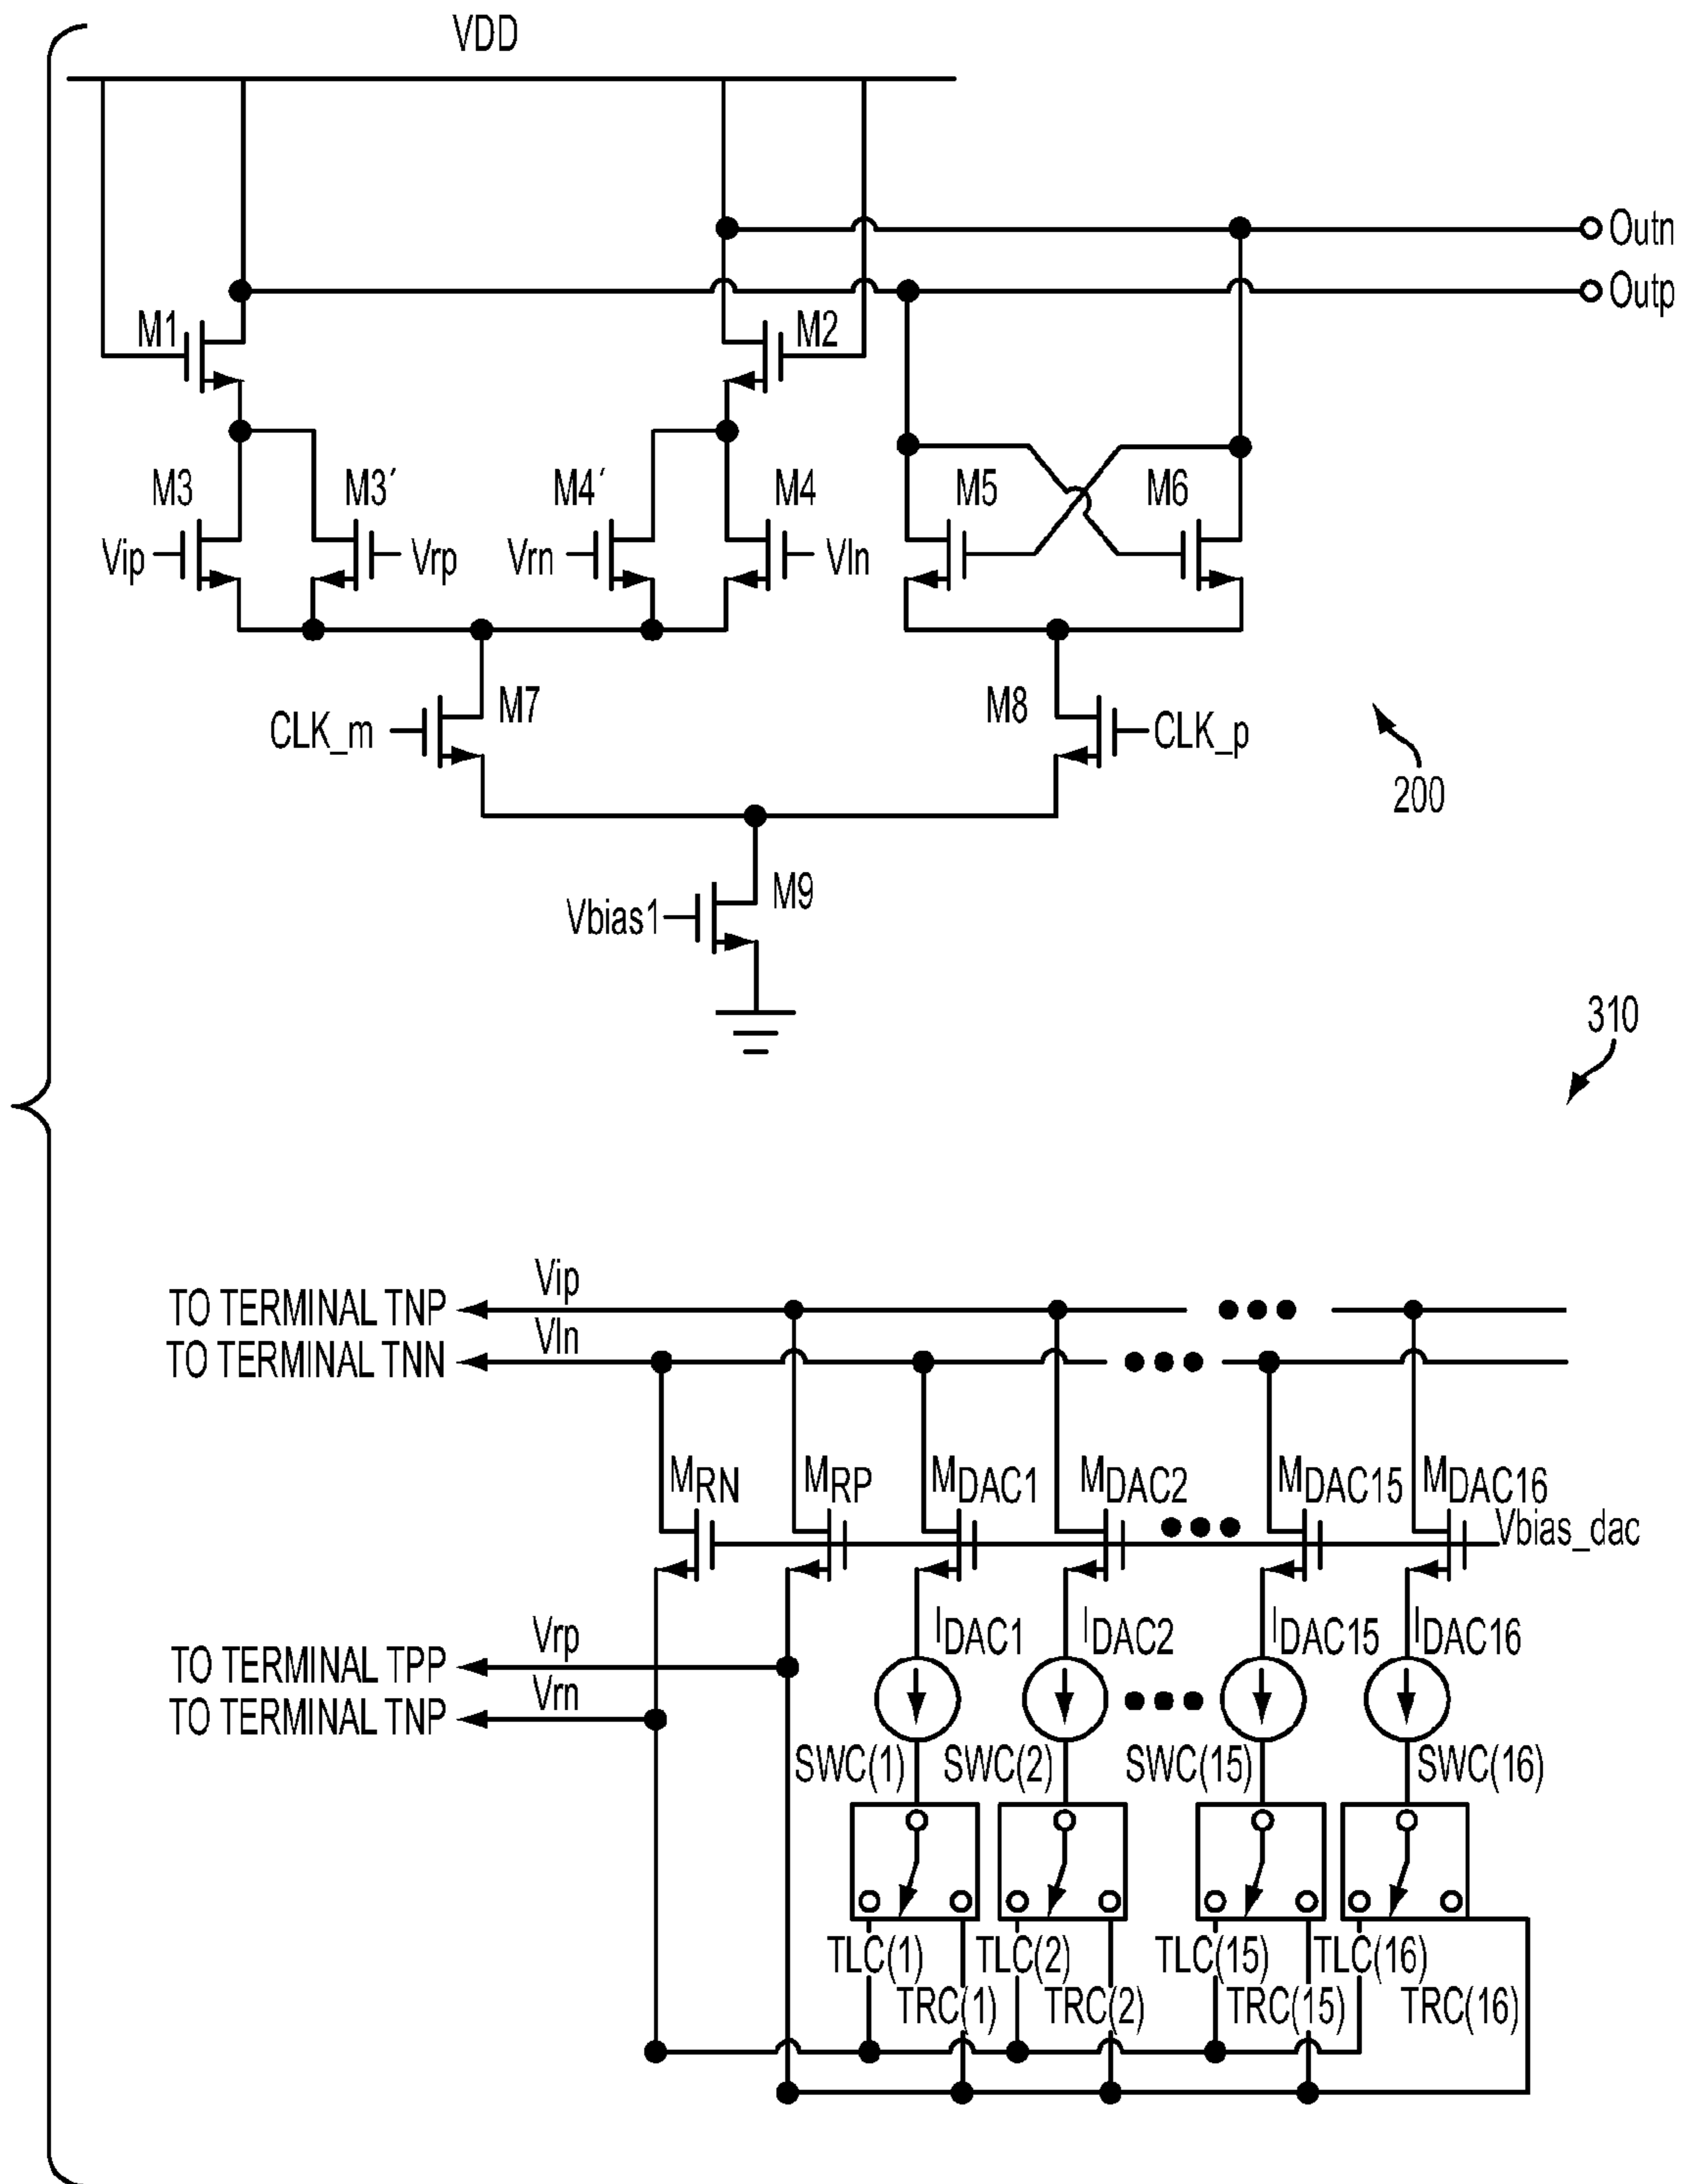 VDD
Outn
Outp
M1
M2
M3
M3′
M4′
M4
M5
M6
Vip
Vrp
Vrn
VIn
CLK_m
M7
M8
CLK_p
200
Vbias1
M9
310
TO TERMINAL TNP
Vip
TO TERMINAL TNN
VIn
MRN
MRP
MDAC1
MDAC2
MDAC15
MDAC16
Vbias_dac
TO TERMINAL TPP
Vrp
TO TERMINAL TNP
Vrn
IDAC1
IDAC2
IDAC15
IDAC16
SWC(1)
SWC(2)
SWC(15)
SWC(16)
TLC(1)
TLC(2)
TLC(15)
TLC(16)
TRC(1)
TRC(2)
TRC(15)
TRC(16)